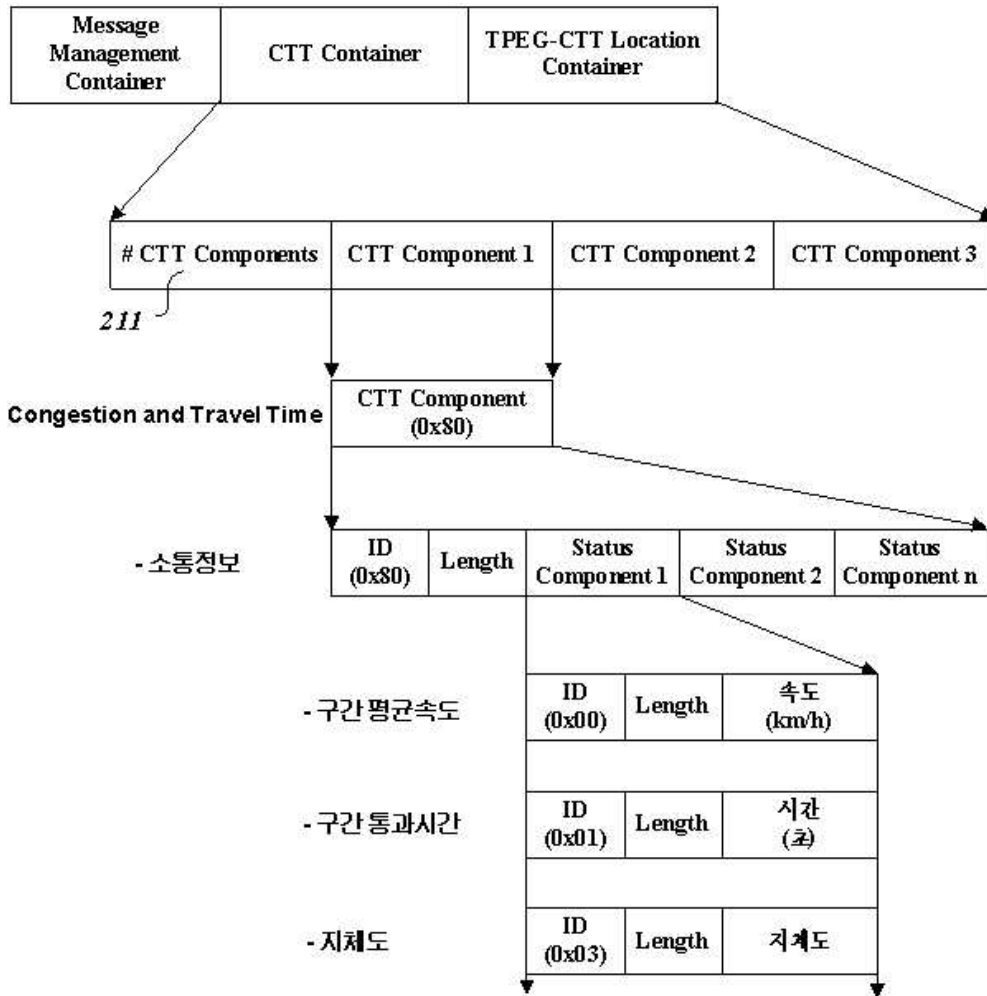 Message
Management
Container
CTT Container
TPEG-CTT Location
Container
# CTT Components
CTT Component 1
CTT Component 2
CTT Component 3
211
Congestion and Travel Time
CTT Component
(0x80)
- 소통정보
ID
(0x80)
Length
Status
Component 1
Status
Component 2
Status
Component n
- 구간 평균속도
ID
(0x00)
Length
속도
(km/h)
- 구간 통과시간
ID
(0x01)
Length
시간
(초)
- 지체도
ID
(0x03)
Length
지체도